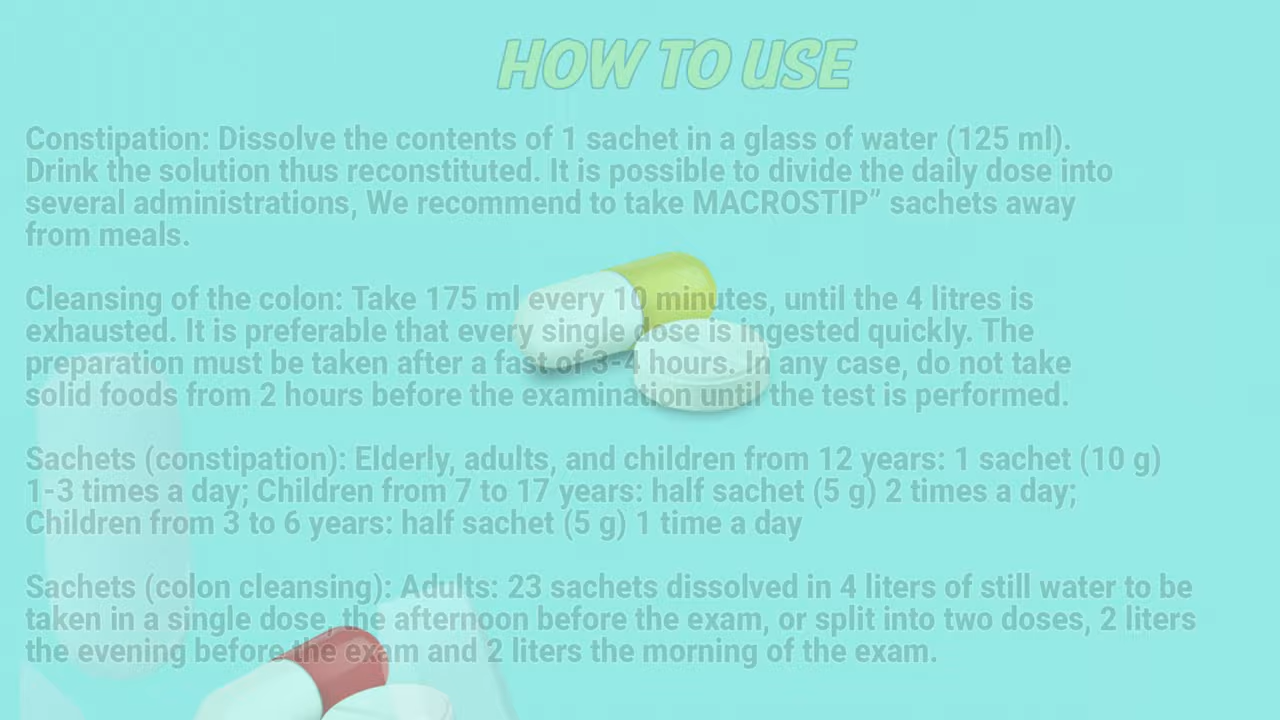 HOW TO USE
Constipation: Dissolve the contents of 1 sachet in a glass of water (125 ml).
Drink the solution thus reconstituted. It is possible to divide the daily dose into
several administrations, We recommend to take MACROSTIP” sachets away
from meals.
Cleansing of the colon: Take 175 ml every 10 minutes, until the 4 litres is
exhausted. It is preferable that every single dose is ingested quickly. The
preparation must be taken after a fast of 3-4 hours. In any case, do not take
solid foods from 2 hours before the examination until the test is performed.
Sachets (constipation): Elderly, adults, and children from 12 years: 1 sachet (10 g)
1-3 times a day; Children from 7 to 17 years: half sachet (5 g) 2 times a day;
Children from 3 to 6 years: half sachet (5 g) 1 time a day
Sachets (colon cleansing): Adults: 23 sachets dissolved in 4 liters of still water to be
taken in a single dose, the afternoon before the exam, or split into two doses, 2 liters
the evening before the exam and 2 liters the morning of the exam.